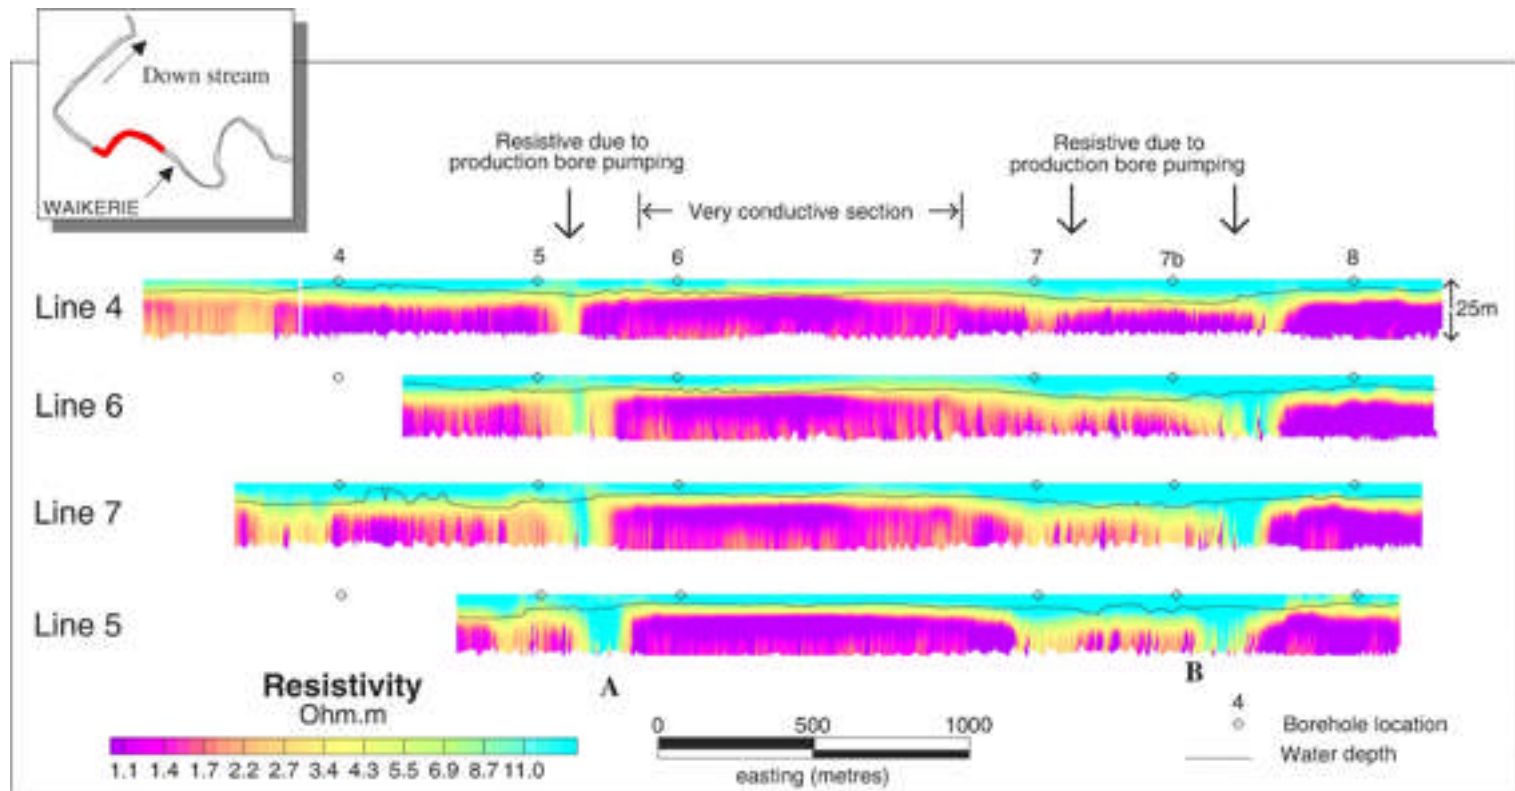 Down stream
WAIKERIE
Resistive due to
production bore pumping
Resistive due to
production bore pumping
Very conductive section
4 5 6 7 7b 8
Line 4
25m
Line 6
Line 7
Line 5
A
B
Resistivity
Ohm.m
1.1 1.4 1.7 2.2 2.7 3.4 4.3 5.5 6.9 8.7 11.0
0 500 1000
easting (metres)
4
Borehole location
Water depth